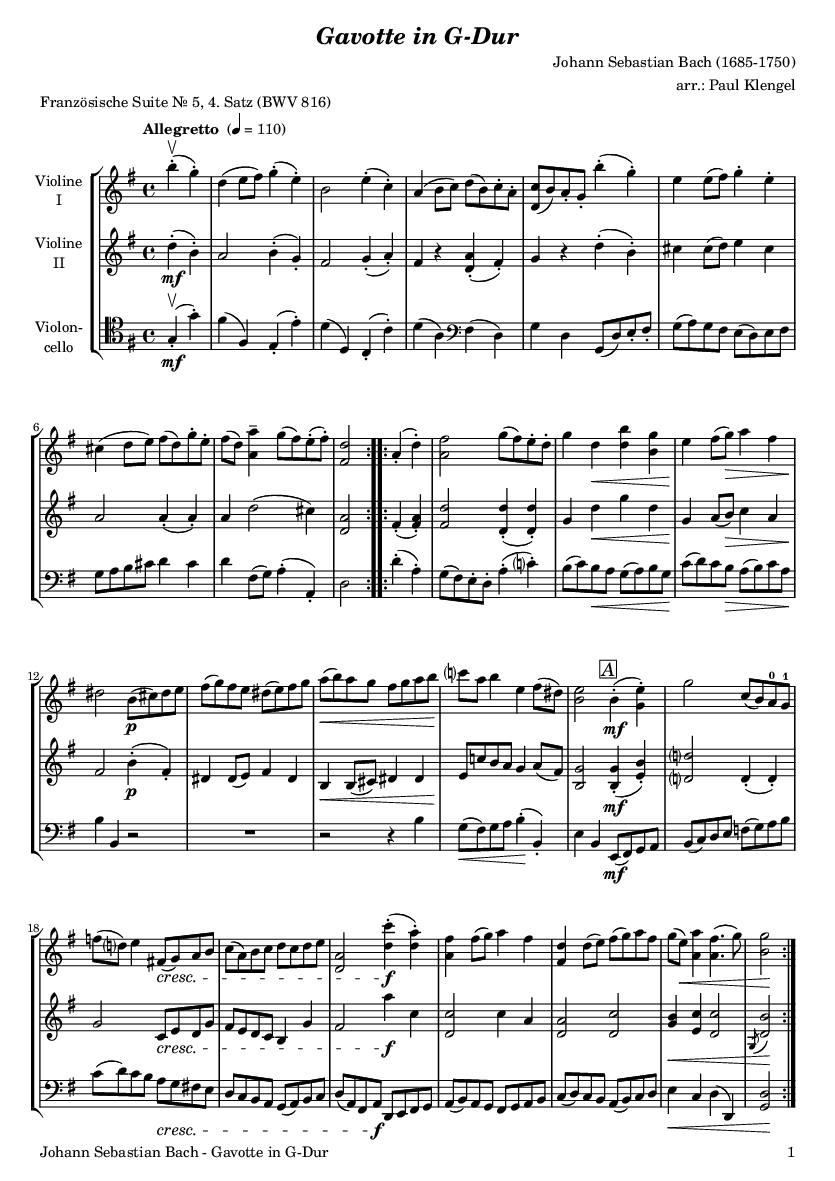 Gavotte in G-Dur
Johann Sebastian Bach (1685-1750)
arr.: Paul Klengel
Französische Suite № 5, 4. Satz (BWV 816)
Allegretto (♩ = 110)
Violine
I
Violine
II
mf
Violon-
cello
mf
6
12
p
A
mf
0 1
p
mf
mf
18
cresc.
f
cresc.
f
cresc.
f
Johann Sebastian Bach - Gavotte in G-Dur
1